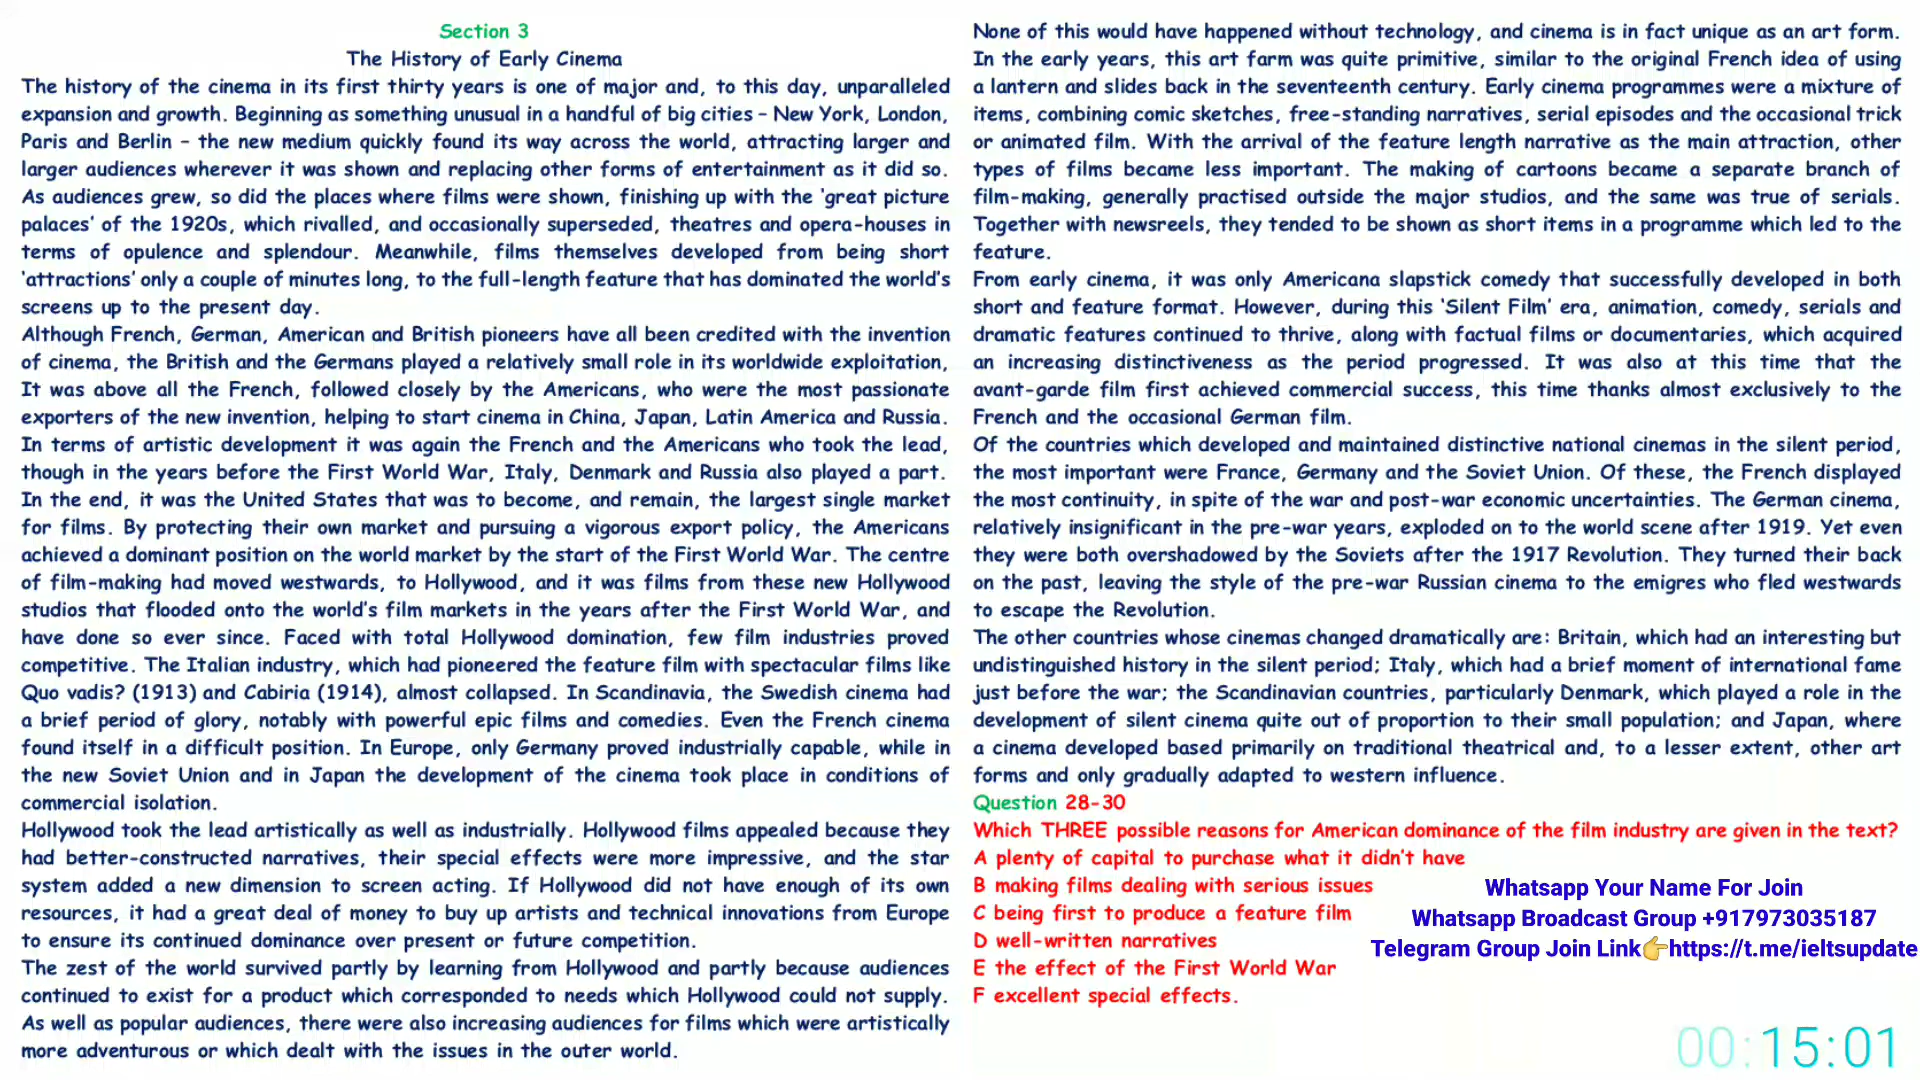 Section 3
The History of Early Cinema
The history of the cinema in its first thirty years is one of major and, to this day, unparalleled
expansion and growth. Beginning as something unusual in a handful of big cities - New York, London,
Paris and Berlin - the new medium quickly found its way across the world, attracting larger and
larger audiences wherever it was shown and replacing other forms of entertainment as it did so.
As audiences grew, so did the places where films were shown, finishing up with the 'great picture
palaces' of the 1920s, which rivalled, and occasionally superseded, theatres and opera-houses in
terms of opulence and splendour. Meanwhile, films themselves developed from being short
'attractions' only a couple of minutes long, to the full-length feature that has dominated the world's
screens up to the present day.
Although French, German, American and British pioneers have all been credited with the invention
of cinema, the British and the Germans played a relatively small role in its worldwide exploitation,
It was above all the French, followed closely by the Americans, who were the most passionate
exporters of the new invention, helping to start cinema in China, Japan, Latin America and Russia.
In terms of artistic development it was again the French and the Americans who took the lead,
though in the years before the First World War, Italy, Denmark and Russia also played a part.
In the end, it was the United States that was to become, and remain, the largest single market
for films. By protecting their own market and pursuing a vigorous export policy, the Americans
achieved a dominant position on the world market by the start of the First World War. The centre
of film-making had moved westwards, to Hollywood, and it was films from these new Hollywood
studios that flooded onto the world's film markets in the years after the First World War, and
have done so ever since. Faced with total Hollywood domination, few film industries proved
competitive. The Italian industry, which had pioneered the feature film with spectacular films like
Quo vadis? (1913) and Cabiria (1914), almost collapsed. In Scandinavia, the Swedish cinema had
a brief period of glory, notably with powerful epic films and comedies. Even the French cinema
found itself in a difficult position. In Europe, only Germany proved industrially capable, while in
the new Soviet Union and in Japan the development of the cinema took place in conditions of
commercial isolation.
Hollywood took the lead artistically as well as industrially. Hollywood films appealed because they
had better-constructed narratives, their special effects were more impressive, and the star
system added a new dimension to screen acting. If Hollywood did not have enough of its own
resources, it had a great deal of money to buy up artists and technical innovations from Europe
to ensure its continued dominance over present or future competition.
The zest of the world survived partly by learning from Hollywood and partly because audiences
continued to exist for a product which corresponded to needs which Hollywood could not supply.
As well as popular audiences, there were also increasing audiences for films which were artistically
more adventurous or which dealt with the issues in the outer world.
None of this would have happened without technology, and cinema is in fact unique as an art form.
In the early years, this art farm was quite primitive, similar to the original French idea of using
a lantern and slides back in the seventeenth century. Early cinema programmes were a mixture of
items, combining comic sketches, free-standing narratives, serial episodes and the occasional trick
or animated film. With the arrival of the feature length narrative as the main attraction, other
types of films became less important. The making of cartoons became a separate branch of
film-making, generally practised outside the major studios, and the same was true of serials.
Together with newsreels, they tended to be shown as short items in a programme which led to the
feature.
From early cinema, it was only Americana slapstick comedy that successfully developed in both
short and feature format. However, during this 'Silent Film' era, animation, comedy, serials and
dramatic features continued to thrive, along with factual films or documentaries, which acquired
an increasing distinctiveness as the period progressed. It was also at this time that the
avant-garde film first achieved commercial success, this time thanks almost exclusively to the
French and the occasional German film.
Of the countries which developed and maintained distinctive national cinemas in the silent period,
the most important were France, Germany and the Soviet Union. Of these, the French displayed
the most continuity, in spite of the war and post-war economic uncertainties. The German cinema,
relatively insignificant in the pre-war years, exploded on to the world scene after 1919. Yet even
they were both overshadowed by the Soviets after the 1917 Revolution. They turned their back
on the past, leaving the style of the pre-war Russian cinema to the emigres who fled westwards
to escape the Revolution.
The other countries whose cinemas changed dramatically are: Britain, which had an interesting but
undistinguished history in the silent period; Italy, which had a brief moment of international fame
just before the war; the Scandinavian countries, particularly Denmark, which played a role in the
development of silent cinema quite out of proportion to their small population; and Japan, where
a cinema developed based primarily on traditional theatrical and, to a lesser extent, other art
forms and only gradually adapted to western influence.
Question 28-30
Which THREE possible reasons for American dominance of the film industry are given in the text?
A plenty of capital to purchase what it didn't have
B making films dealing with serious issues
C being first to produce a feature film
D well-written narratives
E the effect of the First World War
F excellent special effects.
Whatsapp Your Name For Join
Whatsapp Broadcast Group +917973035187
Telegram Group Join Link👉https://t.me/ieltsupdate
00:15:01